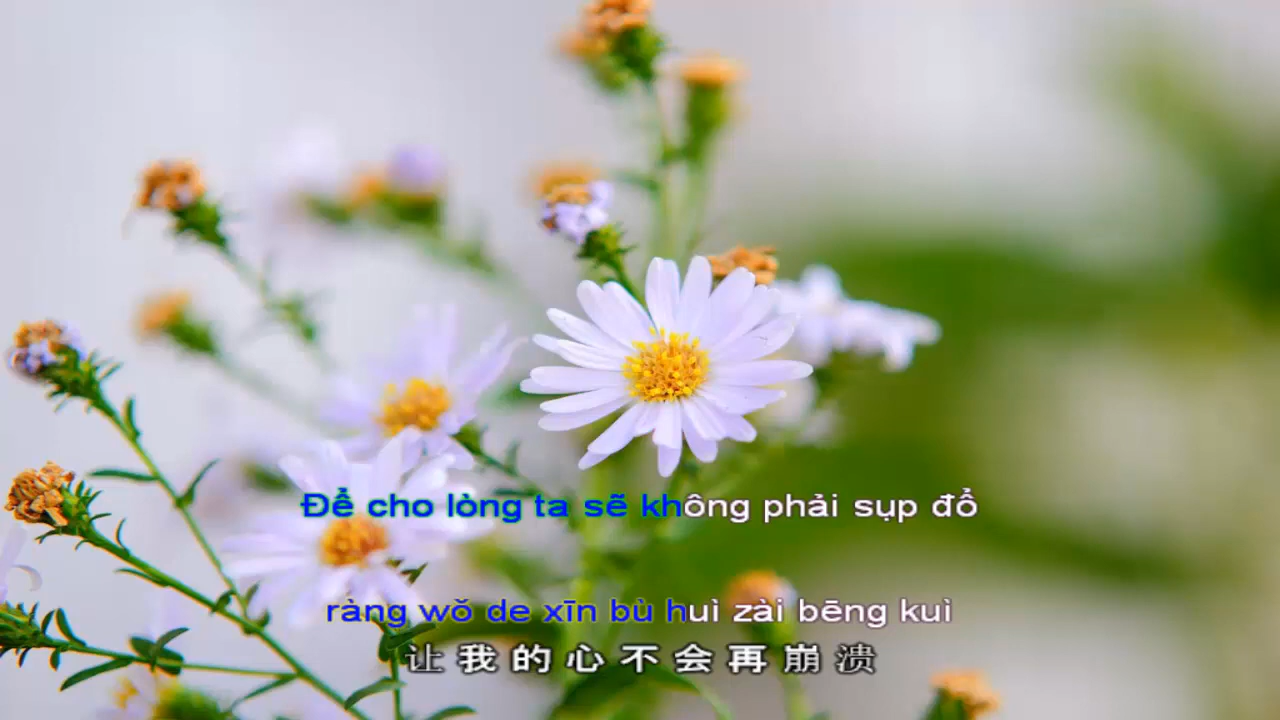 Để cho lòng ta sẽ không phải sụp đổ
ràng wǒ de xīn bù huì zài bēng kuì
让我的心不会再崩溃